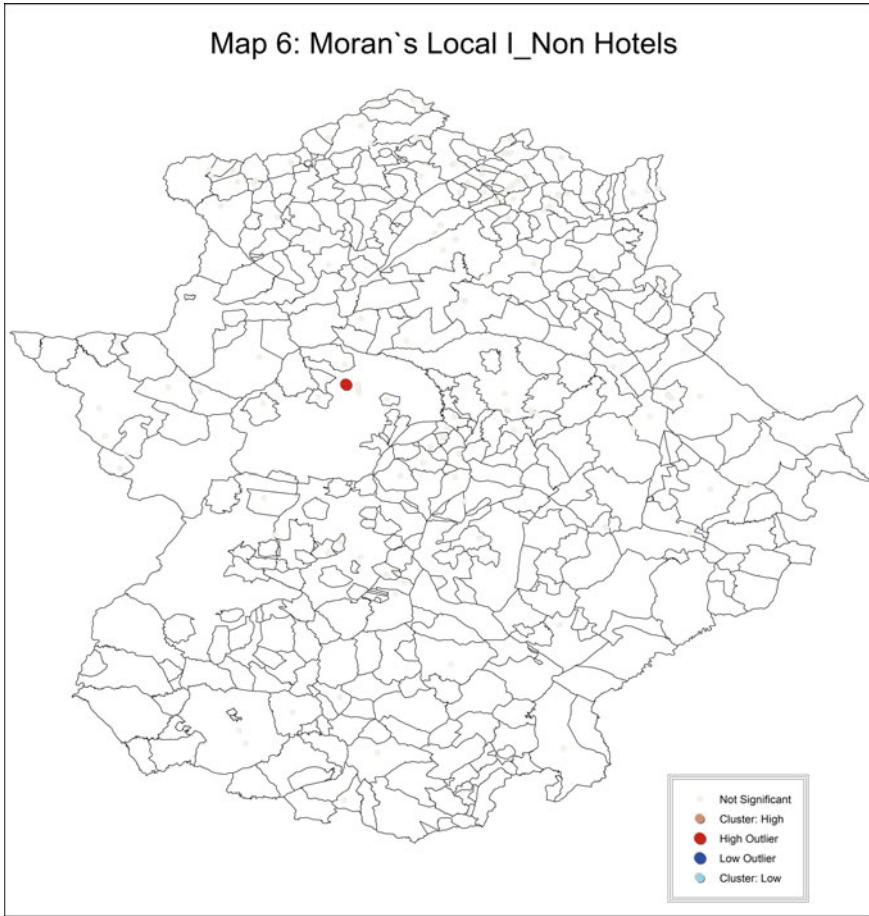 Map 6: Moran`s Local I_Non Hotels
Not Significant
Cluster: High
High Outlier
Low Outlier
Cluster: Low